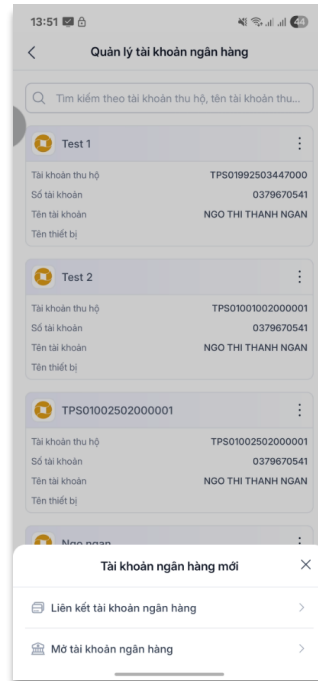 13:51
44
Quản lý tài khoản ngân hàng
Tìm kiếm theo tài khoản thu hộ, tên tài khoản thu...
Test 1
Tài khoản thu hộ TPS01992503447000
Số tài khoản 0379670541
Tên tài khoản NGO THI THANH NGAN
Tên thiết bị
Test 2
Tài khoản thu hộ TPS01001002000001
Số tài khoản 0379670541
Tên tài khoản NGO THI THANH NGAN
Tên thiết bị
TPS01002502000001
Tài khoản thu hộ TPS01002502000001
Số tài khoản 0379670541
Tên tài khoản NGO THI THANH NGAN
Tên thiết bị
Ngo ngan
Tài khoản ngân hàng mới
Liên kết tài khoản ngân hàng
Mở tài khoản ngân hàng